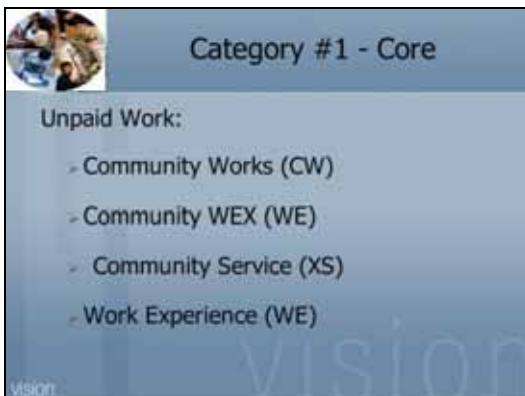 Category #1 - Core
Unpaid Work:
Community Works (CW)
Community WEX (WE)
Community Service (XS)
Work Experience (WE)
vision
vision